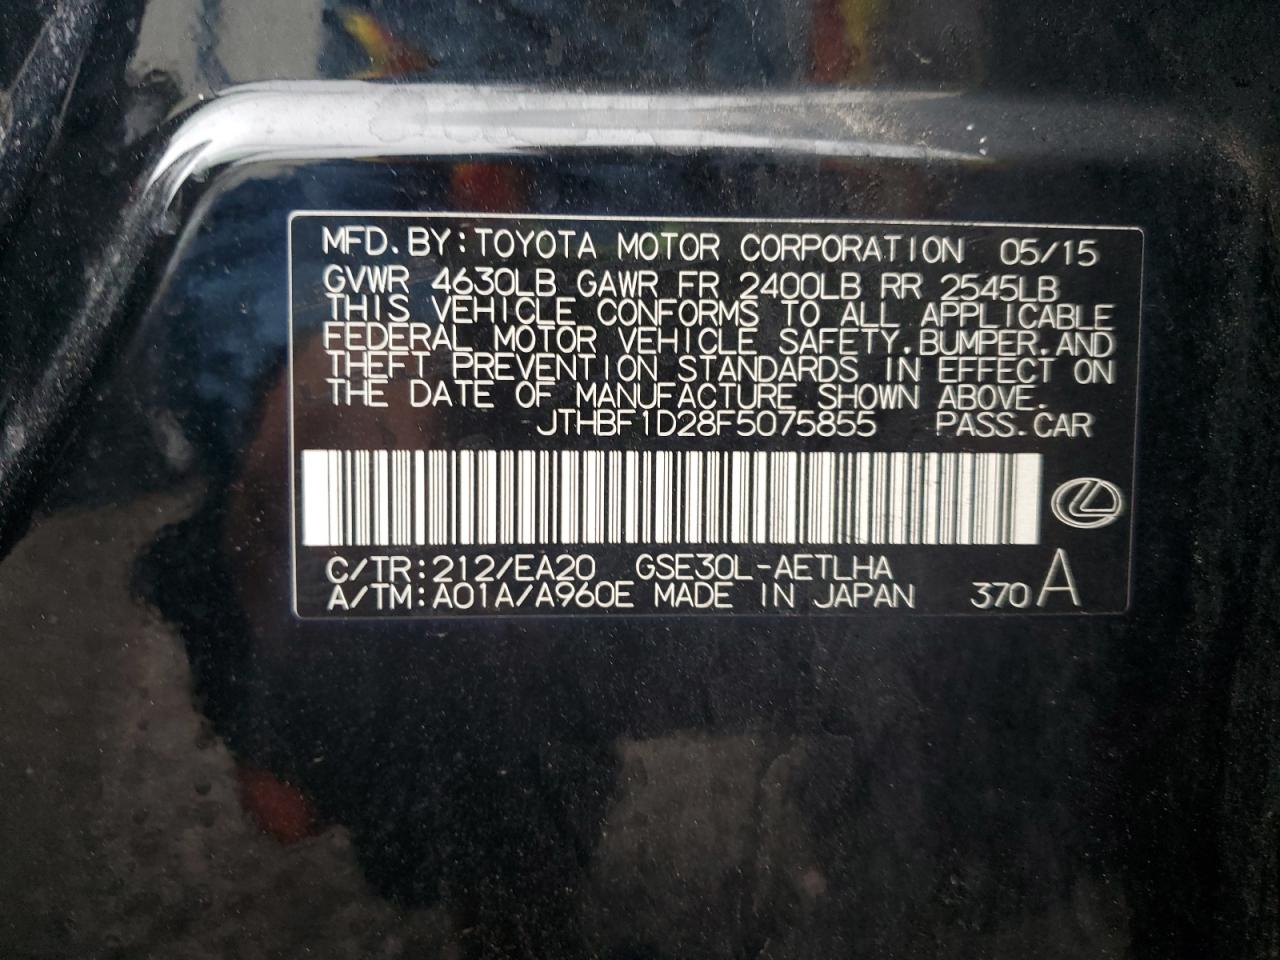 MFD. BY: TOYOTA MOTOR CORPORATION 05/15
GVWR 4630LB GAWR FR 2400LB RR 2545LB
THIS VEHICLE CONFORMS TO ALL APPLICABLE
FEDERAL MOTOR VEHICLE SAFETY, BUMPER, AND
THEFT PREVENTION STANDARDS IN EFFECT ON
THE DATE OF MANUFACTURE SHOWN ABOVE.
JTHBF1D28F5075855 PASS. CAR
C/TR: 212/EA20 GSE30L-AETLHA
A/TM: A01A/A960E MADE IN JAPAN 370 A